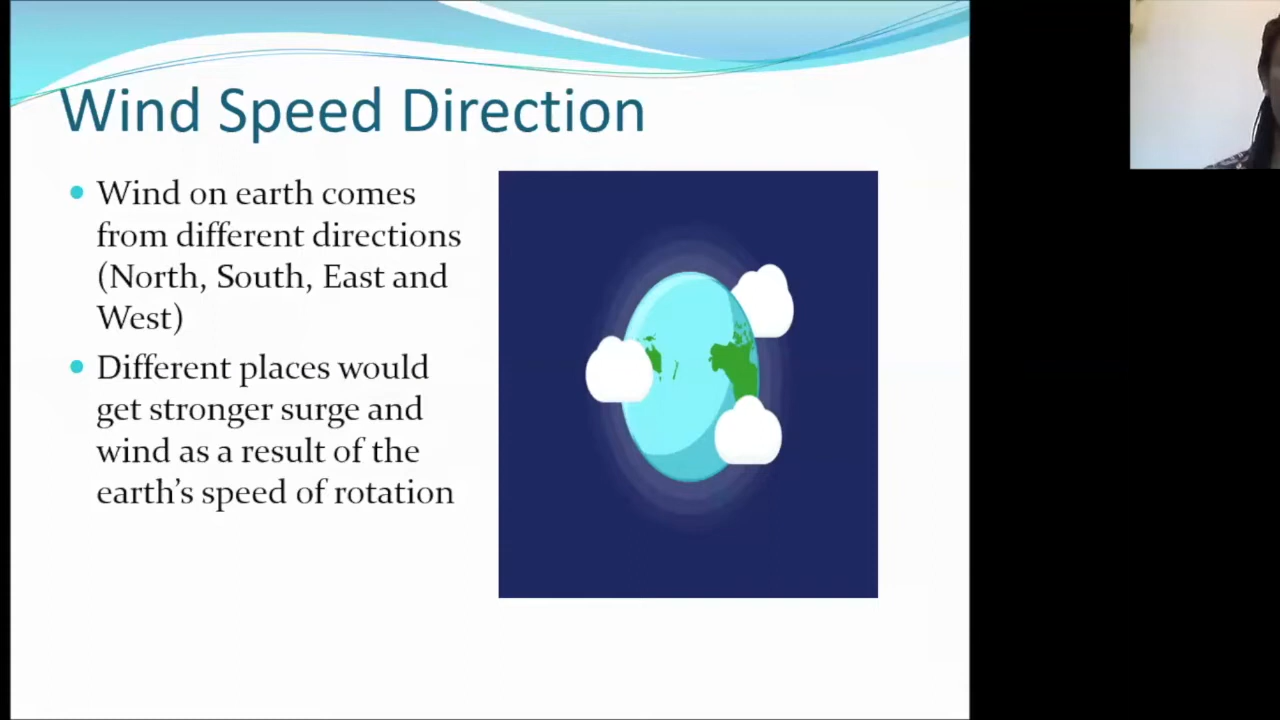 Wind Speed Direction
Wind on earth comes
from different directions
(North, South, East and
West)
Different places would
get stronger surge and
wind as a result of the
earth’s speed of rotation